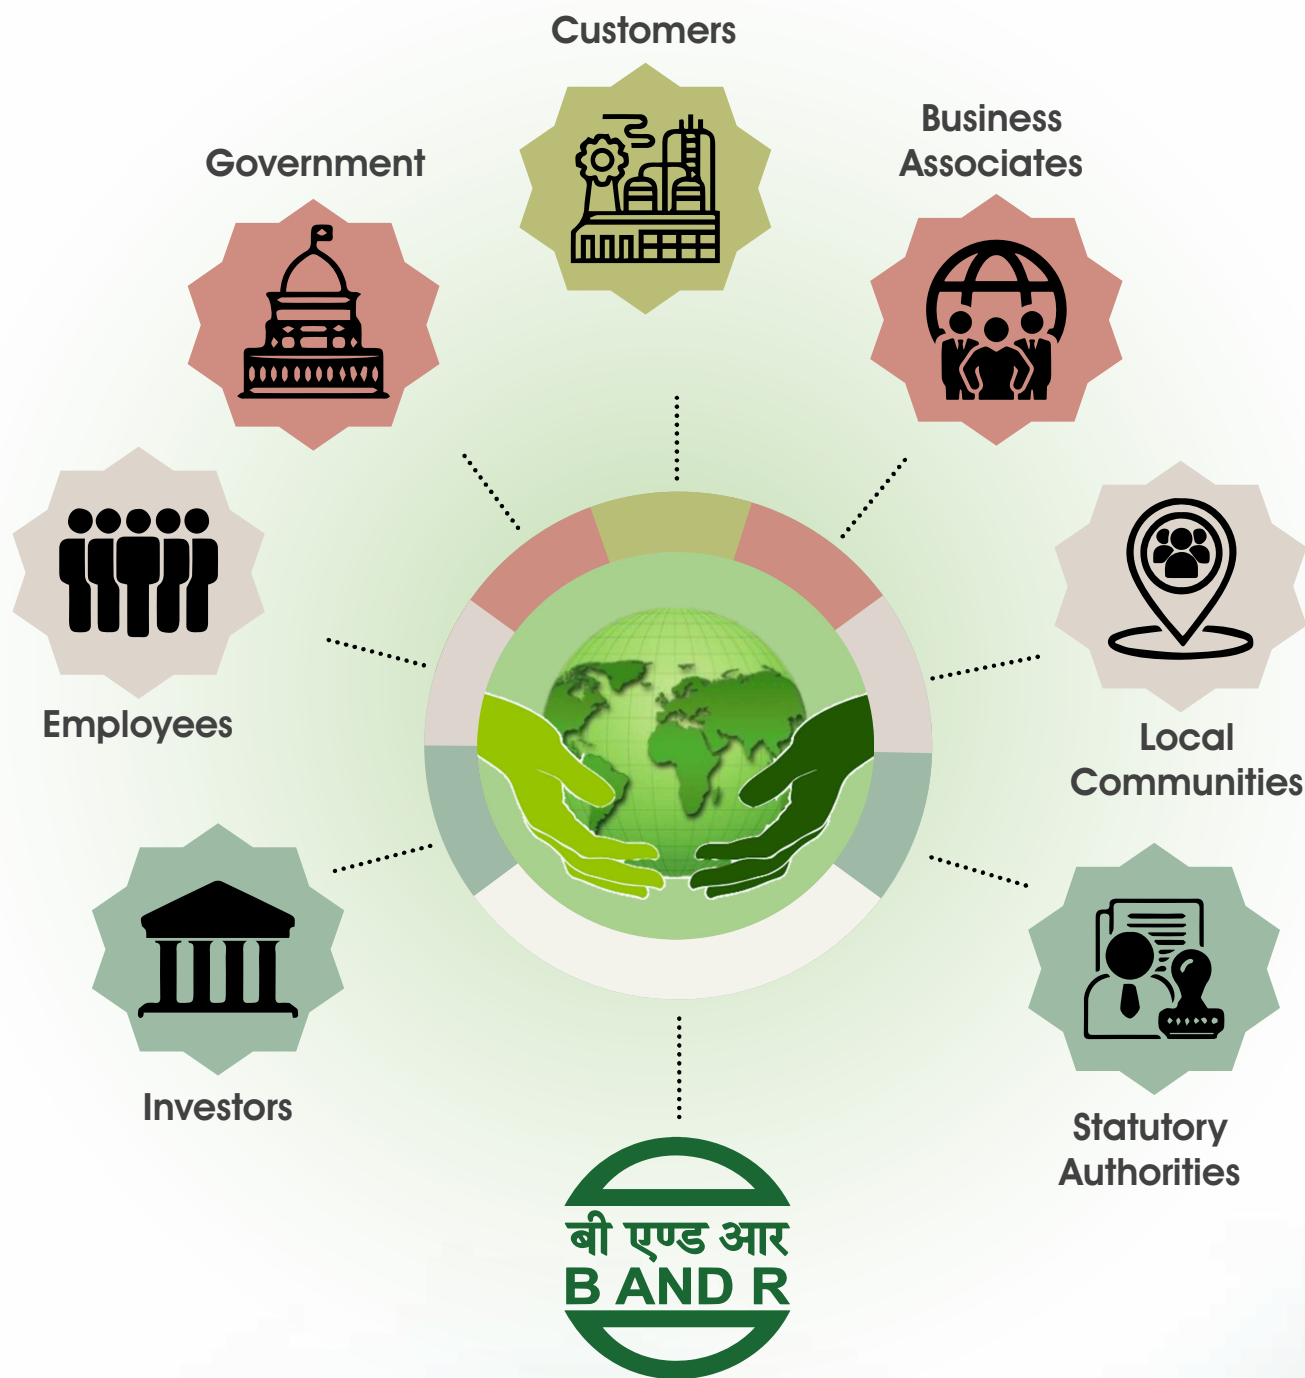 Customers
Business
Associates
Government
Employees
Local
Communities
Investors
Statutory
Authorities
बी एण्ड आर
B AND R